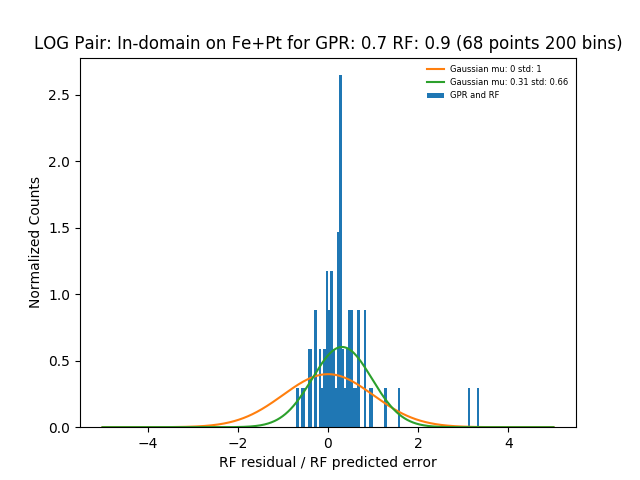 LOG Pair: In-domain on Fe+Pt for GPR: 0.7 RF: 0.9 (68 points 200 bins)
Gaussian mu: 0 std: 1
Gaussian mu: 0.31 std: 0.66
GPR and RF
Normalized Counts
2.5
2.0
1.5
1.0
0.5
0.0
−4
−2
0
2
4
RF residual / RF predicted error